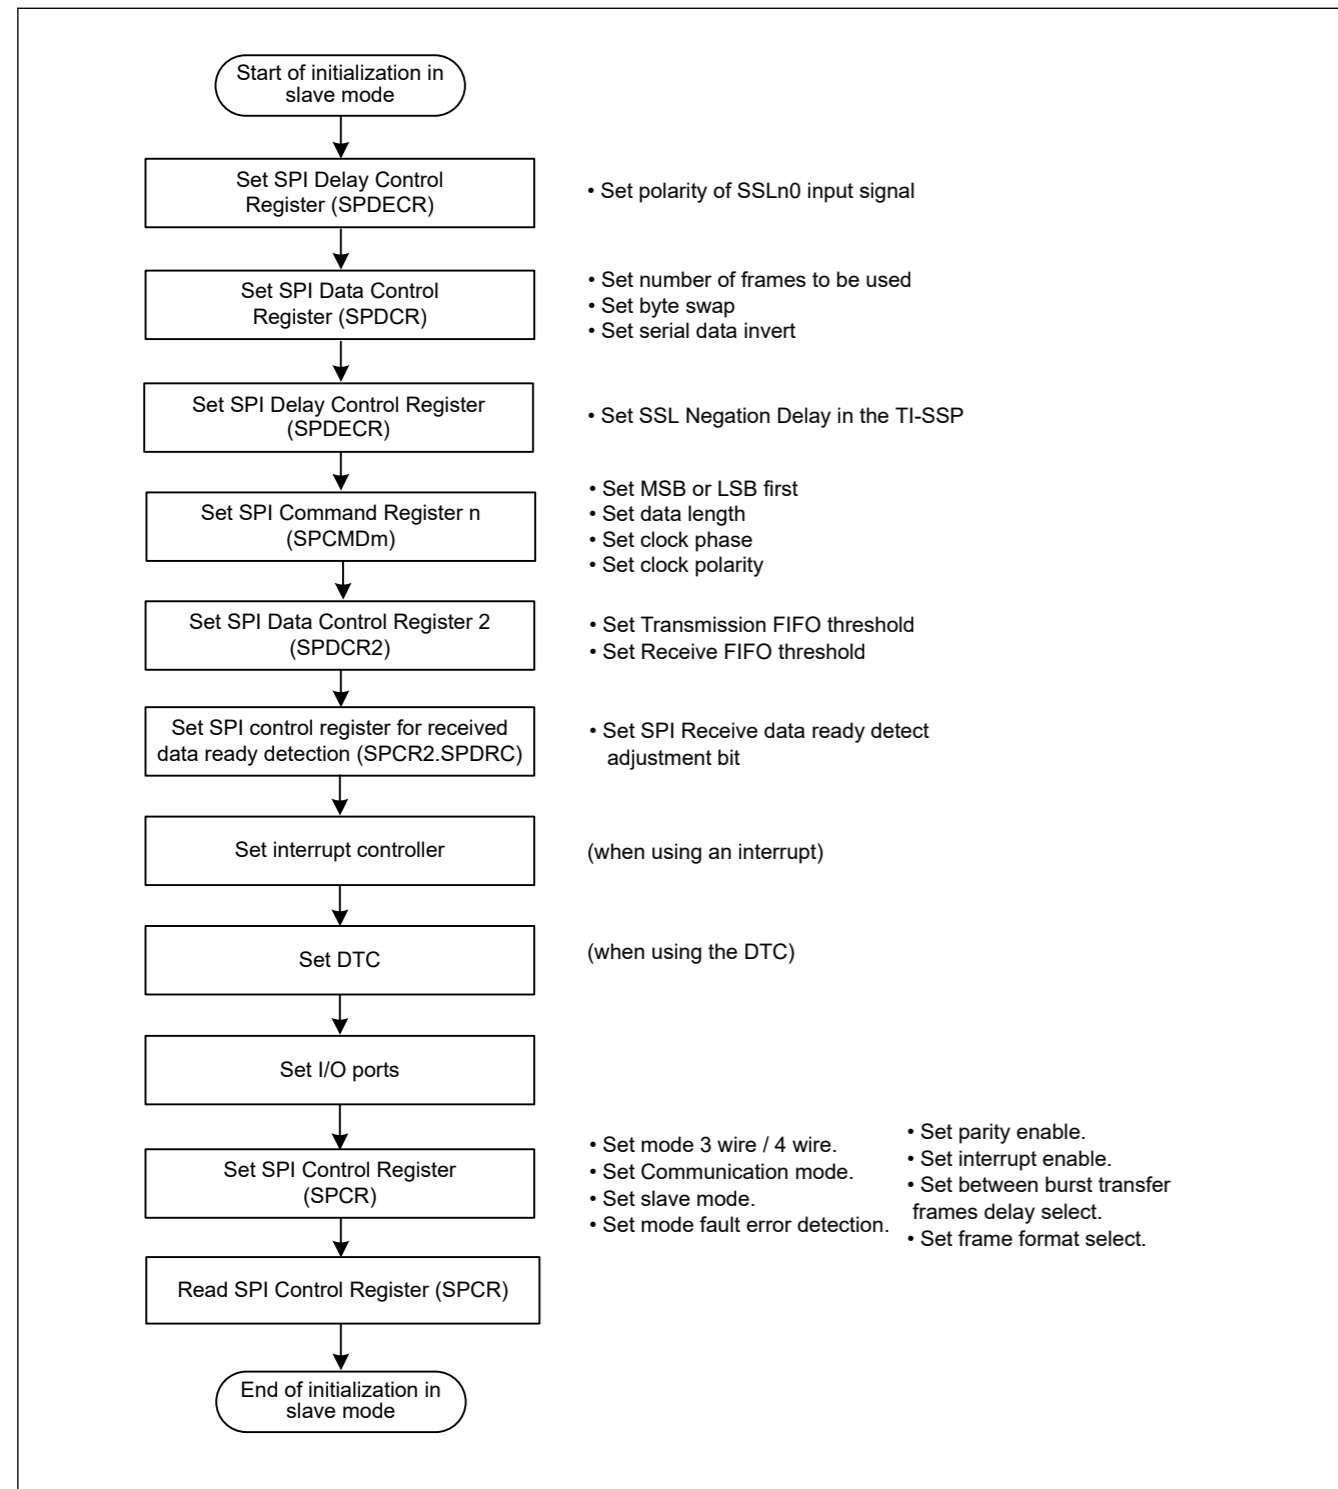 Start of initialization in
slave mode
Set SPI Delay Control
Register (SPDECR)
• Set polarity of SSLn0 input signal
Set SPI Data Control
Register (SPDCR)
• Set number of frames to be used
• Set byte swap
• Set serial data invert
Set SPI Delay Control Register
(SPDECR)
• Set SSL Negation Delay in the TI-SSP
Set SPI Command Register n
(SPCMDm)
• Set MSB or LSB first
• Set data length
• Set clock phase
• Set clock polarity
Set SPI Data Control Register 2
(SPDCR2)
• Set Transmission FIFO threshold
• Set Receive FIFO threshold
Set SPI control register for received
data ready detection (SPCR2.SPDRC)
• Set SPI Receive data ready detect
adjustment bit
Set interrupt controller
(when using an interrupt)
Set DTC
(when using the DTC)
Set I/O ports
Set SPI Control Register
(SPCR)
• Set mode 3 wire / 4 wire.
• Set Communication mode.
• Set slave mode.
• Set mode fault error detection.
• Set parity enable.
• Set interrupt enable.
• Set between burst transfer
frames delay select.
• Set frame format select.
Read SPI Control Register (SPCR)
End of initialization in
slave mode